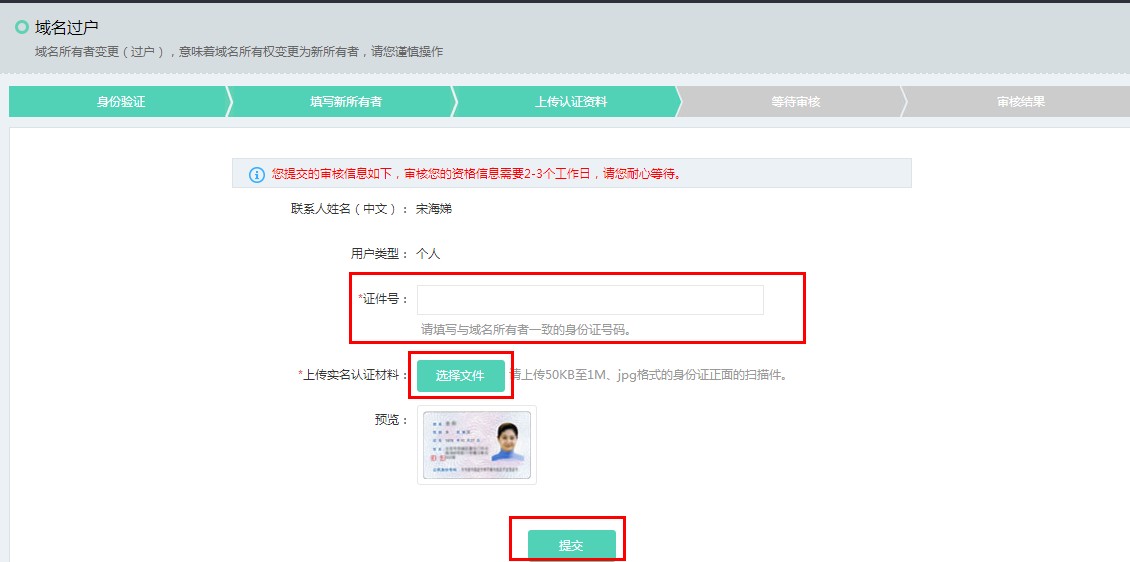 域名过户
域名所有者变更（过户），意味着域名所有权变更为新所有者，请您谨慎操作
身份验证
填写新所有者
上传认证资料
等待审核
审核结果
您提交的审核信息如下，审核您的资格信息需要2-3个工作日，请您耐心等待。
联系人姓名（中文）： 宋海娣
用户类型： 个人
*证件号：
请填写与域名所有者一致的身份证号码。
*上传实名认证材料： 选择文件 请上传50KB至1M、jpg格式的身份证正面的扫描件。
预览：
提交